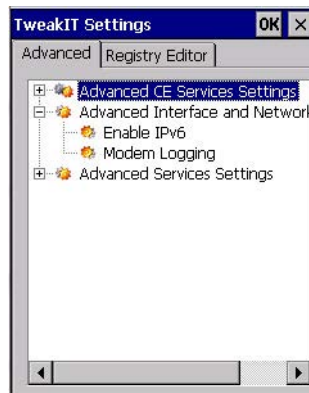 TweakIT Settings OK ×
Advanced Registry Editor
Advanced CE Services Settings
Advanced Interface and Network
Enable IPv6
Modem Logging
Advanced Services Settings